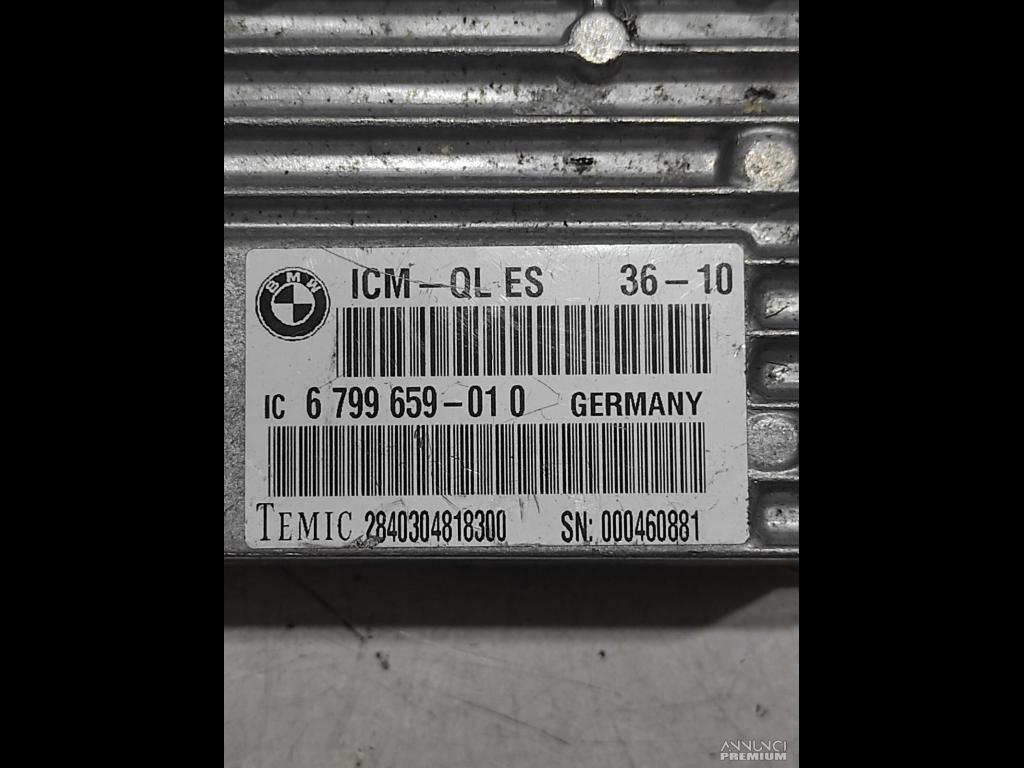 BMW
ICM – QL ES 36 – 10
IC 6 799 659 – 01 0 GERMANY
TEMIC 2840304818300 SN: 000460881
ANNUNCI
PREMIUM